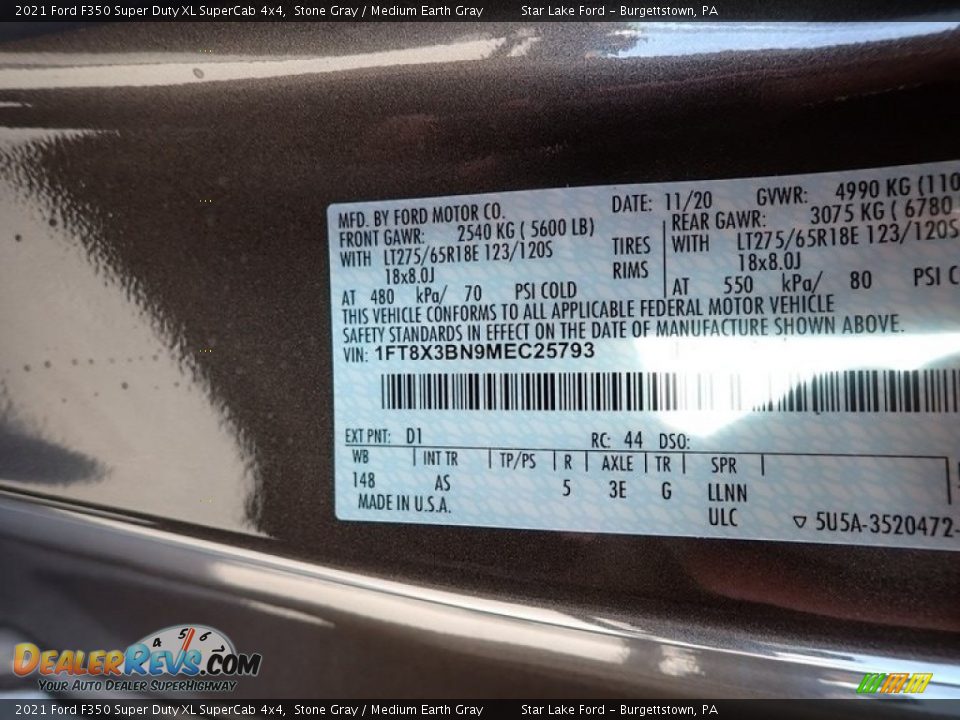 2021 Ford F350 Super Duty XL SuperCab 4x4, Stone Gray / Medium Earth Gray Star Lake Ford - Burgettstown, PA
MFD. BY FORD MOTOR CO. DATE: 11/20 GVWR: 4990 KG (110
FRONT GAWR: 2540 KG ( 5600 LB) REAR GAWR: 3075 KG ( 6780
WITH LT275/65R18E 123/120S TIRES WITH LT275/65R18E 123/120S
18x8.0J RIMS 18x8.0J
AT 480 kPa/ 70 PSI COLD AT 550 kPa/ 80 PSI C
THIS VEHICLE CONFORMS TO ALL APPLICABLE FEDERAL MOTOR VEHICLE
SAFETY STANDARDS IN EFFECT ON THE DATE OF MANUFACTURE SHOWN ABOVE.
VIN: 1FT8X3BN9MEC25793
EXT PNT: D1 RC: 44 DSO:
WB INT TR TP/PS R AXLE TR SPR
148 AS 5 3E G LLNN
MADE IN U.S.A. ULC ▽ 5U5A-3520472-
4 5 6
DEALERREVS.COM
YOUR AUTO DEALER SUPERHIGHWAY
2021 Ford F350 Super Duty XL SuperCab 4x4, Stone Gray / Medium Earth Gray Star Lake Ford - Burgettstown, PA